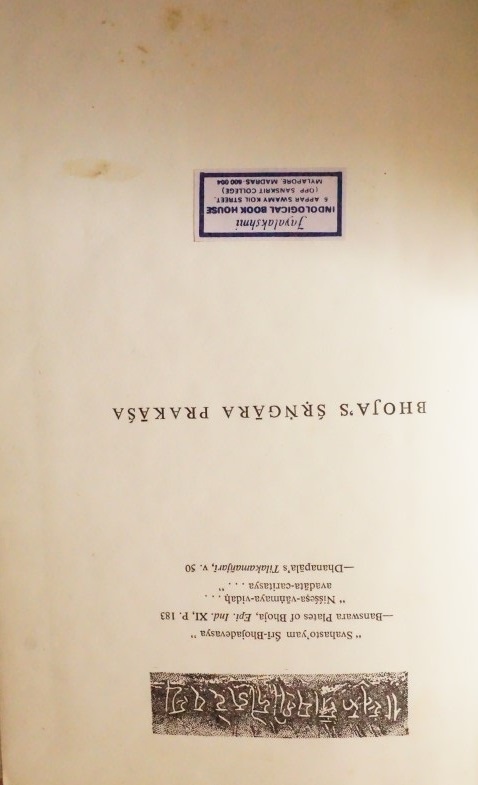 " Svahasto'yam Śrī-Bhojadevasya "
—Banswara Plates of Bhoja, Epi. Ind. XI, P. 183
" Niśśeṣa-vāṅmaya-vidaḥ . . .
avadāta-caritasya . . . "
—Dhanapāla's Tilakamañjarī, v. 50
BHOJA'S ŚṚṄGĀRA PRAKĀŚA
Jayalakshmi
INDOLOGICAL BOOK HOUSE
6 APPAR SWAMY KOIL STREET,
(OPP SANSKRIT COLLEGE)
MYLAPORE MADRAS-600 004